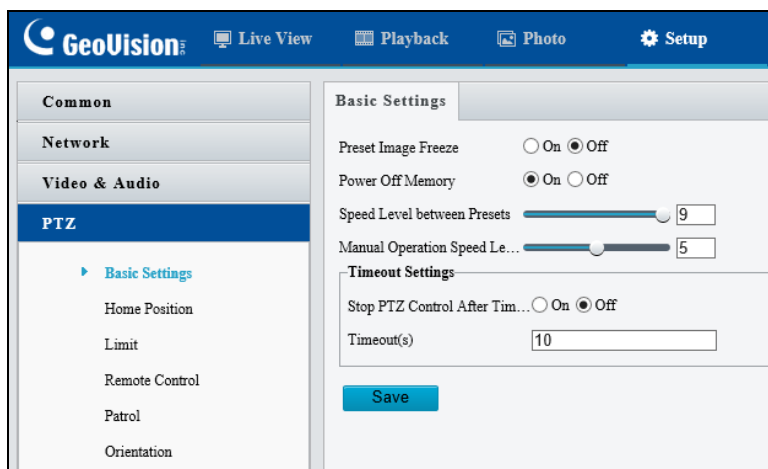 GeoVision Inc Live View Playback Photo Setup
Common
Network
Video & Audio
PTZ
Basic Settings
Home Position
Limit
Remote Control
Patrol
Orientation
Basic Settings
Preset Image Freeze On Off
Power Off Memory On Off
Speed Level between Presets 9
Manual Operation Speed Le... 5
Timeout Settings
Stop PTZ Control After Tim... On Off
Timeout(s) 10
Save